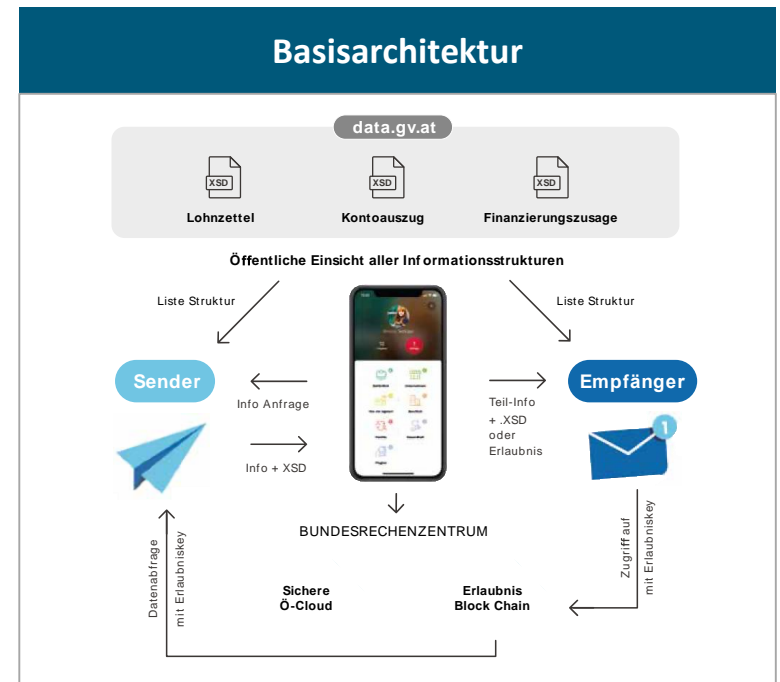 Basisarchitektur
data.gv.at
XSD
XSD
XSD
Lohnzettel
Kontoauszug
Finanzierungszusage
Öffentliche Einsicht aller Informationsstrukturen
Liste Struktur
Liste Struktur
Sender
Empfänger
Info Anfrage
Info + XSD
Teil-Info
+ .XSD
oder
Erlaubnis
1
BUNDESRECHENZENTRUM
Sichere
Ö-Cloud
Erlaubnis
Block Chain
Datenabfrage
mit Erlaubniskey
Zugriff auf
mit Erlaubniskey